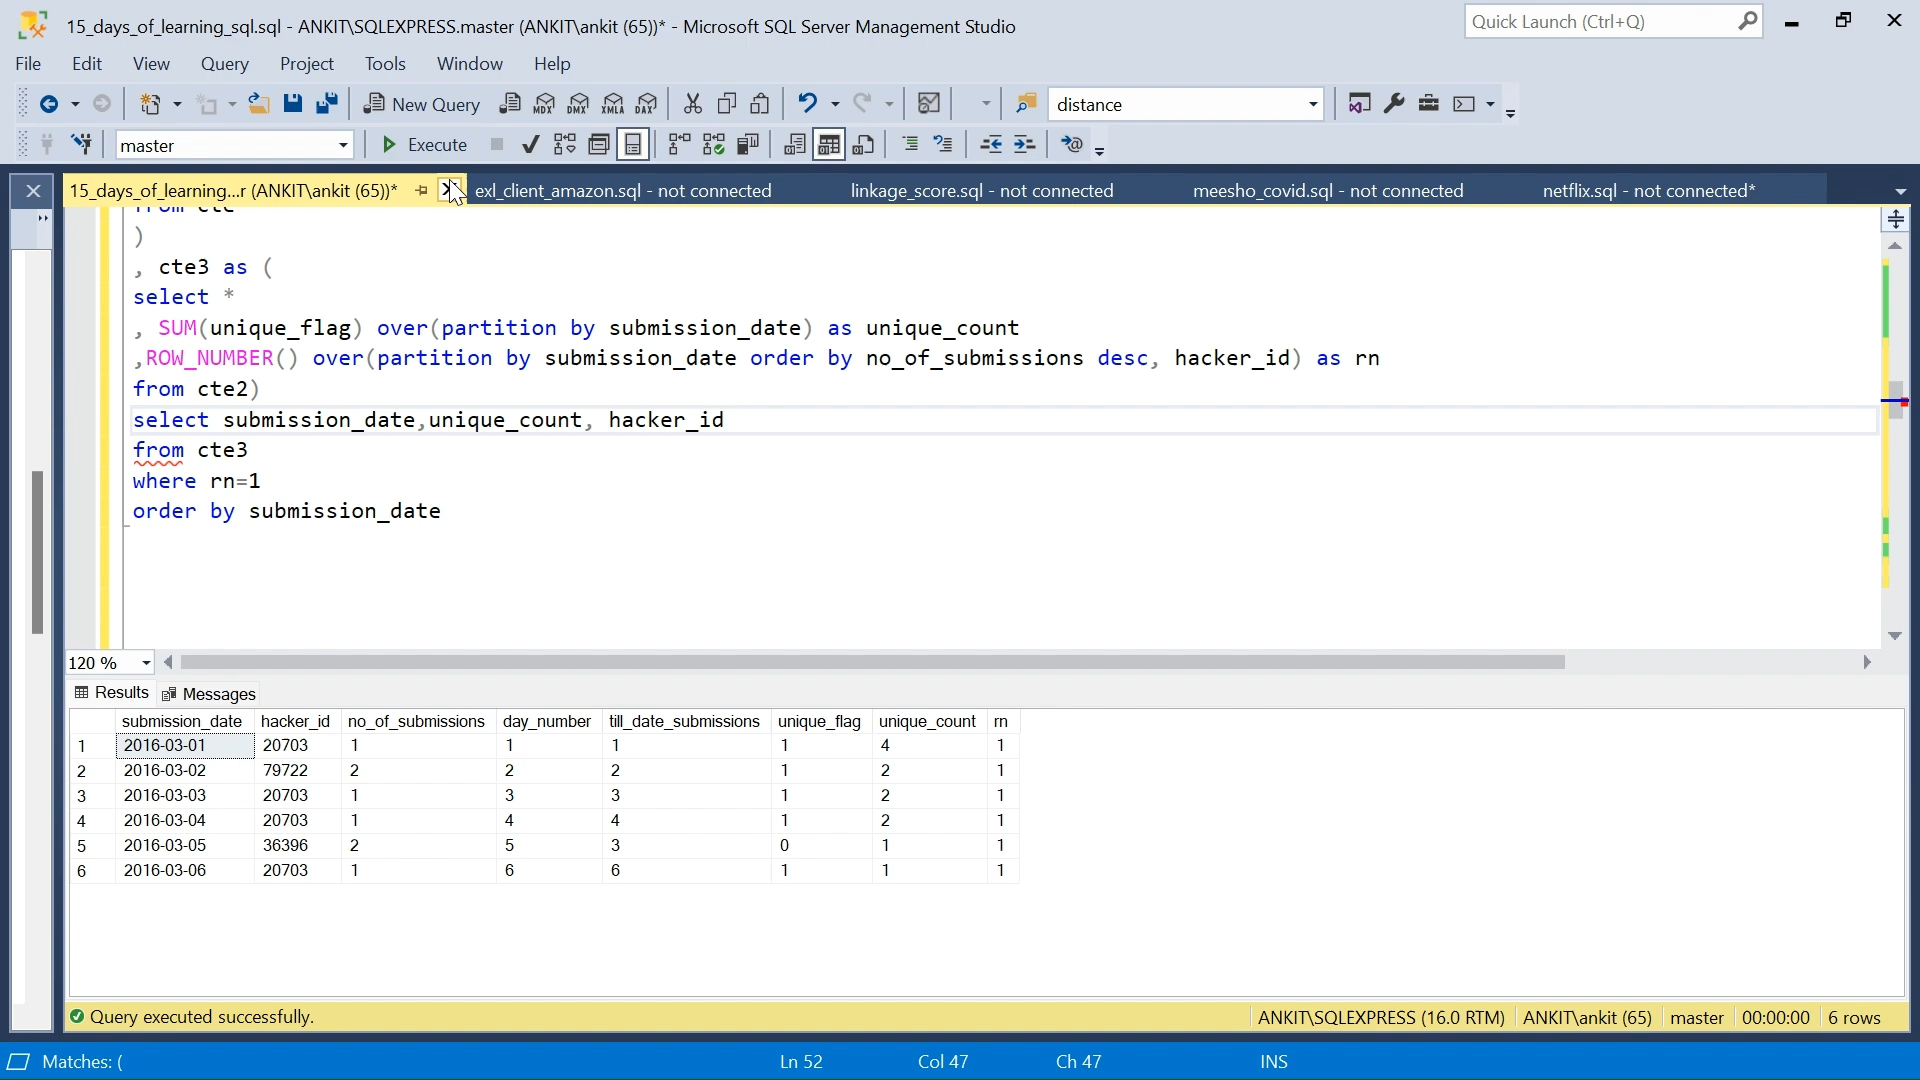 15_days_of_learning_sql.sql - ANKIT\SQLEXPRESS.master (ANKIT\ankit (65))* - Microsoft SQL Server Management Studio
Quick Launch (Ctrl+Q)
File Edit View Query Project Tools Window Help
New Query MDX DMX XMLA DAX distance
master Execute
15_days_of_learning...r (ANKIT\ankit (65))* exl_client_amazon.sql - not connected linkage_score.sql - not connected meesho_covid.sql - not connected netflix.sql - not connected*
from cte
)
, cte3 as (
select *
, SUM(unique_flag) over(partition by submission_date) as unique_count
,ROW_NUMBER() over(partition by submission_date order by no_of_submissions desc, hacker_id) as rn
from cte2)
select submission_date,unique_count, hacker_id
from cte3
where rn=1
order by submission_date
120 %
Results Messages
submission_date hacker_id no_of_submissions day_number till_date_submissions unique_flag unique_count rn
1 2016-03-01 20703 1 1 1 1 4 1
2 2016-03-02 79722 2 2 2 1 2 1
3 2016-03-03 20703 1 3 3 1 2 1
4 2016-03-04 20703 1 4 4 1 2 1
5 2016-03-05 36396 2 5 3 0 1 1
6 2016-03-06 20703 1 6 6 1 1 1
Query executed successfully. ANKIT\SQLEXPRESS (16.0 RTM) ANKIT\ankit (65) master 00:00:00 6 rows
Matches: ( Ln 52 Col 47 Ch 47 INS